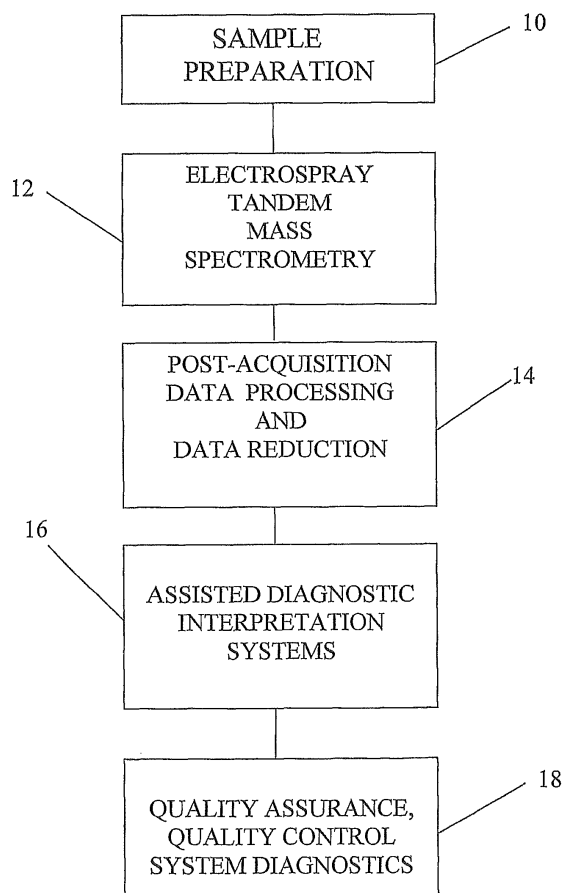 SAMPLE
PREPARATION
10
ELECTROSPRAY
TANDEM
MASS
SPECTROMETRY
12
POST-ACQUISITION
DATA PROCESSING
AND
DATA REDUCTION
14
ASSISTED DIAGNOSTIC
INTERPRETATION
SYSTEMS
16
QUALITY ASSURANCE,
QUALITY CONTROL
SYSTEM DIAGNOSTICS
18